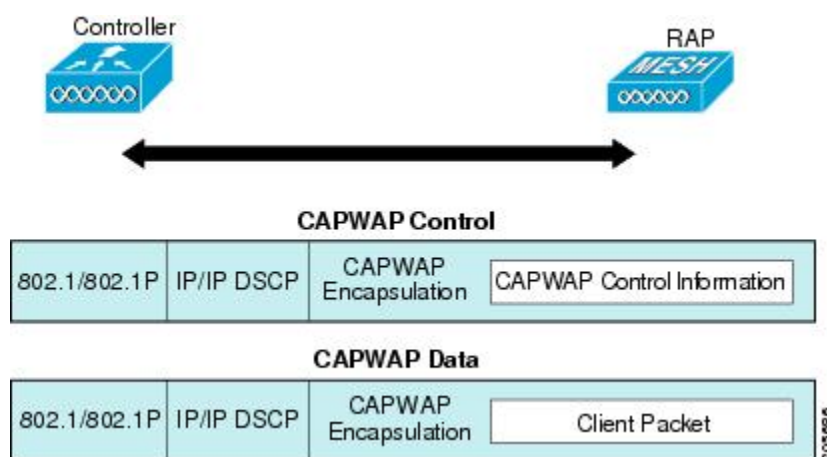 Controller
RAP
MESH
CAPWAP Control
802.1/802.1P IP/IP DSCP CAPWAP Encapsulation CAPWAP Control Information
CAPWAP Data
802.1/802.1P IP/IP DSCP CAPWAP Encapsulation Client Packet